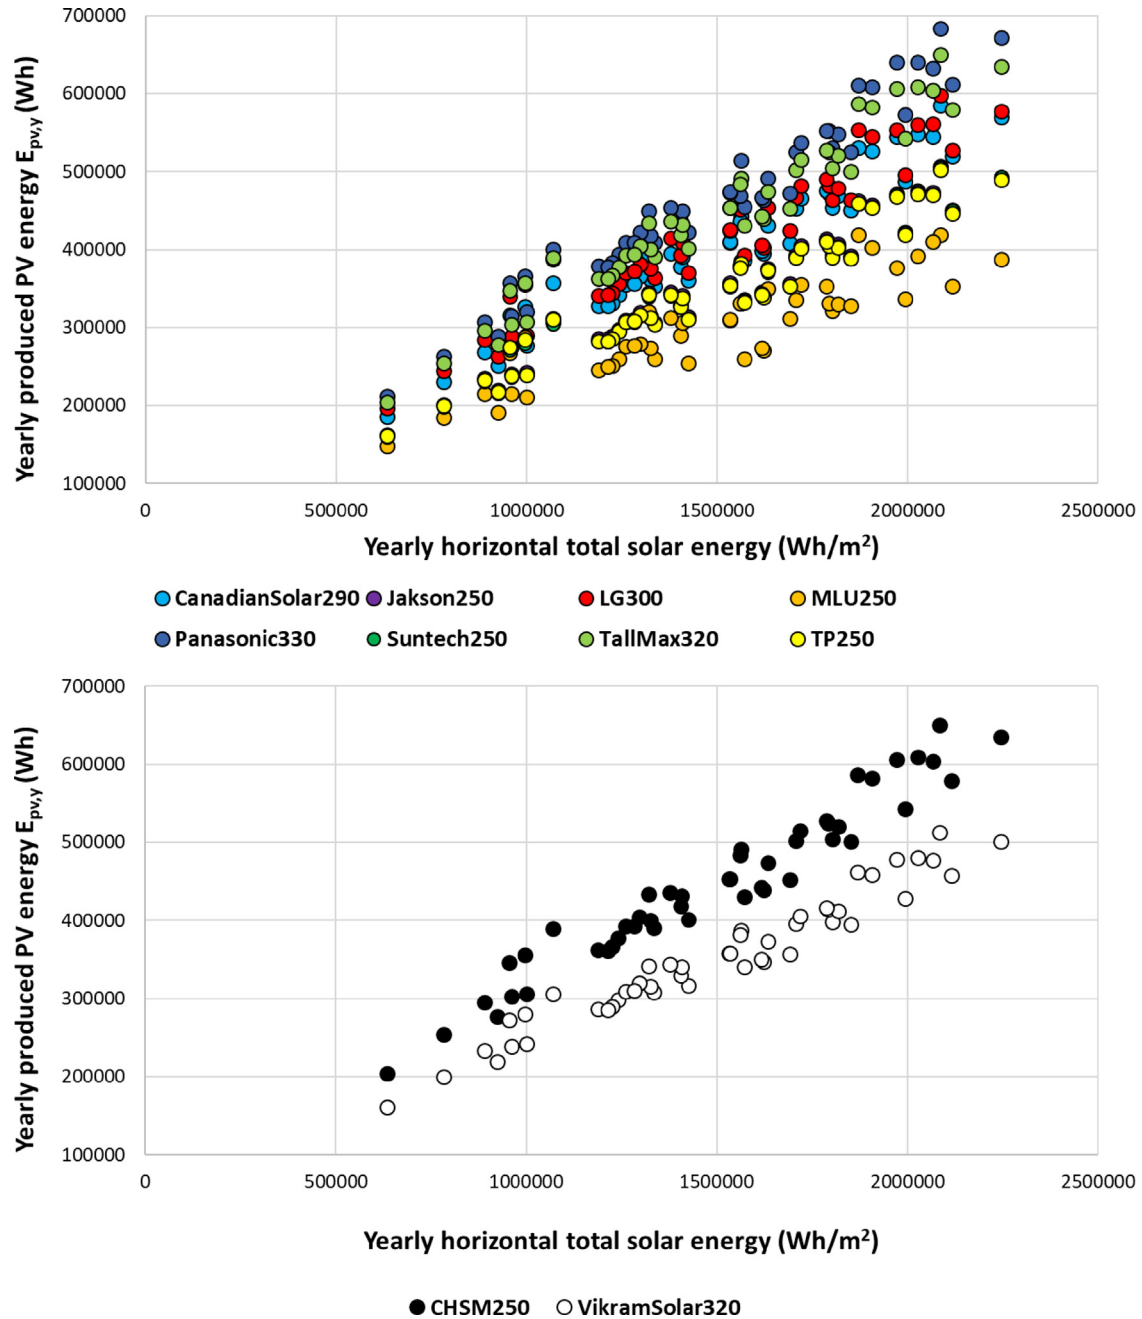 700000
600000
500000
400000
300000
200000
100000
Yearly produced PV energy Epv,y (Wh)
0 500000 1000000 1500000 2000000 2500000
Yearly horizontal total solar energy (Wh/m²)
CanadianSolar290 Jakson250 LG300 MLU250
Panasonic330 Suntech250 TallMax320 TP250
700000
600000
500000
400000
300000
200000
100000
Yearly produced PV energy Epv,y (Wh)
0 500000 1000000 1500000 2000000 2500000
Yearly horizontal total solar energy (Wh/m²)
CHSM250 VikramSolar320